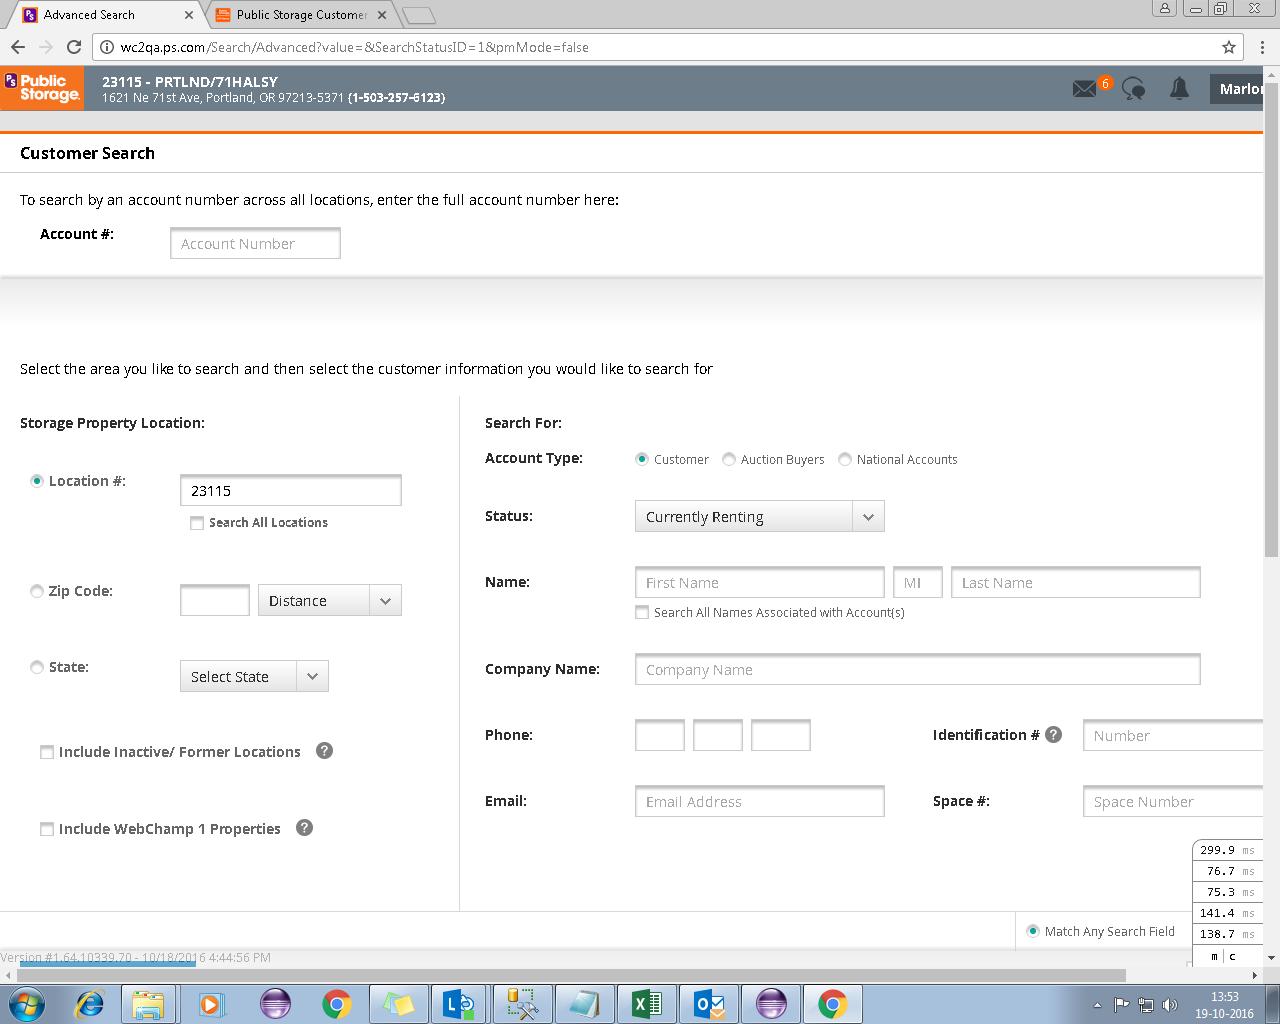 Advanced Search
Public Storage Customer
wc2qa.ps.com/Search/Advanced?value=&SearchStatusID=1&pmMode=false
PS Public Storage.
23115 - PRTLND/71HALSY
1621 Ne 71st Ave, Portland, OR 97213-5371 (1-503-257-6123)
6
Marlo
Customer Search
To search by an account number across all locations, enter the full account number here:
Account #: Account Number
Select the area you like to search and then select the customer information you would like to search for
Storage Property Location:
Search For:
Account Type: Customer Auction Buyers National Accounts
Location #: 23115
Search All Locations
Status: Currently Renting
Zip Code: Distance
Name: First Name MI Last Name
Search All Names Associated with Account(s)
State: Select State
Company Name: Company Name
Include Inactive/ Former Locations ?
Phone:
Identification # ? Number
Include WebChamp 1 Properties ?
Email: Email Address
Space #: Space Number
299.9 ms
76.7 ms
75.3 ms
141.4 ms
138.7 ms
m | c
Match Any Search Field
Version #1.64.10339.70 - 10/18/2016 4:44:56 PM
13:53
19-10-2016